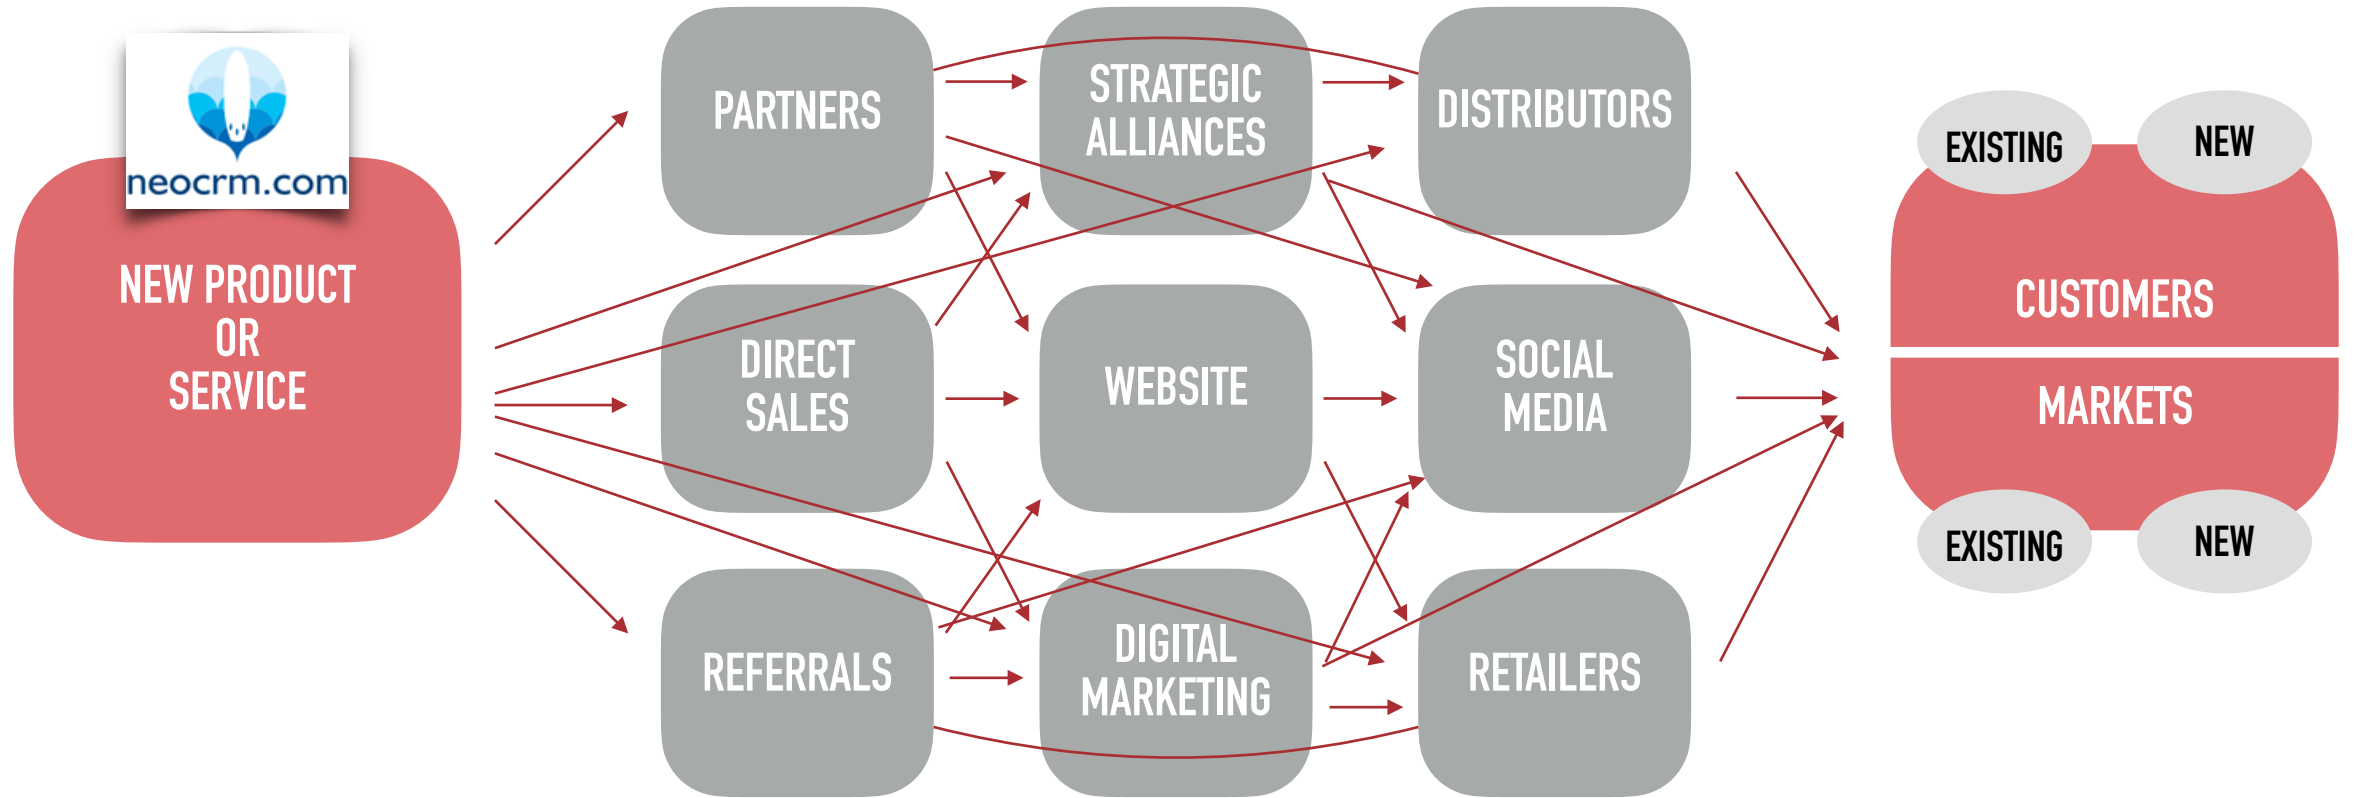 neocrm.com
NEW PRODUCT
OR
SERVICE
PARTNERS
STRATEGIC
ALLIANCES
DISTRIBUTORS
DIRECT
SALES
WEBSITE
SOCIAL
MEDIA
REFERRALS
DIGITAL
MARKETING
RETAILERS
EXISTING
NEW
CUSTOMERS
MARKETS
EXISTING
NEW